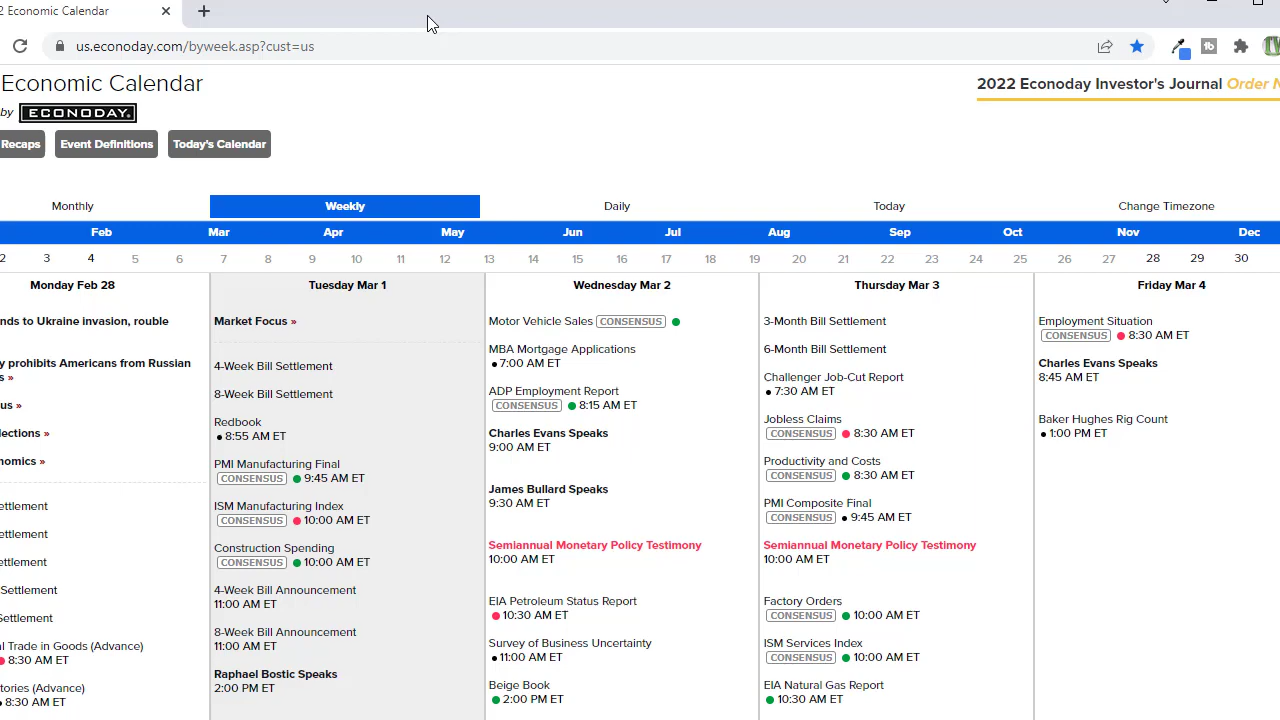 2 Economic Calendar
us.econoday.com/byweek.asp?cust=us
Economic Calendar
2022 Econoday Investor's Journal Order N
by ECONODAY
Recaps Event Definitions Today's Calendar
Monthly Weekly Daily Today Change Timezone
Feb Mar Apr May Jun Jul Aug Sep Oct Nov Dec
2 3 4 5 6 7 8 9 10 11 12 13 14 15 16 17 18 19 20 21 22 23 24 25 26 27 28 29 30
Monday Feb 28
nds to Ukraine invasion, rouble
y prohibits Americans from Russian
s »
us »
lections »
nomics »
ettlement
ettlement
ettlement
Settlement
Settlement
l Trade in Goods (Advance)
8:30 AM ET
tories (Advance)
8:30 AM ET
Tuesday Mar 1
Market Focus »
4-Week Bill Settlement
8-Week Bill Settlement
Redbook
8:55 AM ET
PMI Manufacturing Final
CONSENSUS 9:45 AM ET
ISM Manufacturing Index
CONSENSUS 10:00 AM ET
Construction Spending
CONSENSUS 10:00 AM ET
4-Week Bill Announcement
11:00 AM ET
8-Week Bill Announcement
11:00 AM ET
Raphael Bostic Speaks
2:00 PM ET
Wednesday Mar 2
Motor Vehicle Sales CONSENSUS
MBA Mortgage Applications
7:00 AM ET
ADP Employment Report
CONSENSUS 8:15 AM ET
Charles Evans Speaks
9:00 AM ET
James Bullard Speaks
9:30 AM ET
Semiannual Monetary Policy Testimony
10:00 AM ET
EIA Petroleum Status Report
10:30 AM ET
Survey of Business Uncertainty
11:00 AM ET
Beige Book
2:00 PM ET
Thursday Mar 3
3-Month Bill Settlement
6-Month Bill Settlement
Challenger Job-Cut Report
7:30 AM ET
Jobless Claims
CONSENSUS 8:30 AM ET
Productivity and Costs
CONSENSUS 8:30 AM ET
PMI Composite Final
CONSENSUS 9:45 AM ET
Semiannual Monetary Policy Testimony
10:00 AM ET
Factory Orders
CONSENSUS 10:00 AM ET
ISM Services Index
CONSENSUS 10:00 AM ET
EIA Natural Gas Report
10:30 AM ET
Friday Mar 4
Employment Situation
CONSENSUS 8:30 AM ET
Charles Evans Speaks
8:45 AM ET
Baker Hughes Rig Count
1:00 PM ET